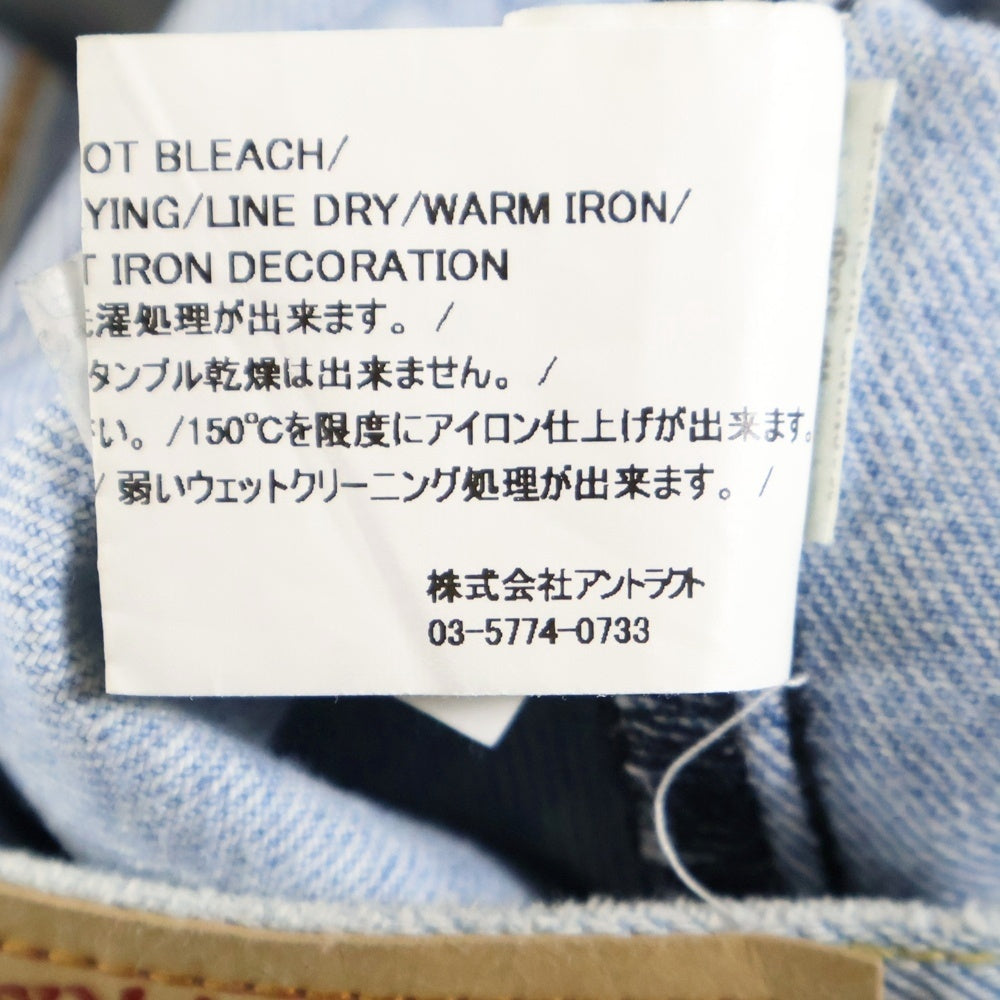 OT BLEACH/
YING/LINE DRY/WARM IRON/
T IRON DECORATION
洗濯処理が出来ます。 /
タンブル乾燥は出来ません。 /
さい。 /150℃を限度にアイロン仕上げが出来ます。
/ 弱いウェットクリーニング処理が出来ます。 /
株式会社アントラクト
03-5774-0733